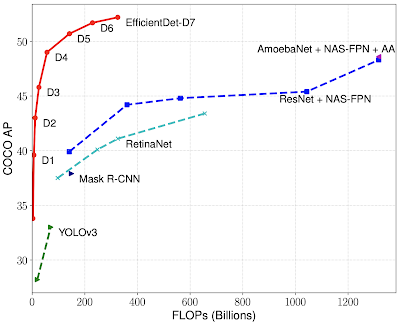 EfficientDet-D7
D6
D5
AmoebaNet + NAS-FPN + AA
D4
D3
ResNet + NAS-FPN
D2
RetinaNet
D1
Mask R-CNN
YOLOv3
COCO AP
50
45
40
35
30
0
200
400
600
800
1000
1200
FLOPs (Billions)